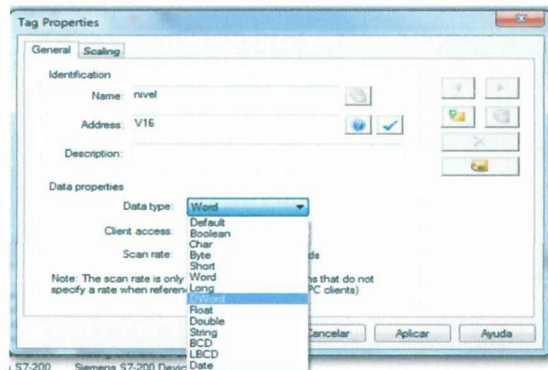 Tag Properties
General Scaling
Identification
Name: nivel
Address: V16
Description:
Data properties
Data type: Word
Default
Boolean
Client access:
Char
Scan rate: Byte
Short
Note: The scan rate is only Word ns that do not
specify a rate when referen Long PC clients)
DWord
Float
Double
String
BCD
LBCD
Date
Cancelar Aplicar Ayuda
S7-200 Siemens S7-200 Devic